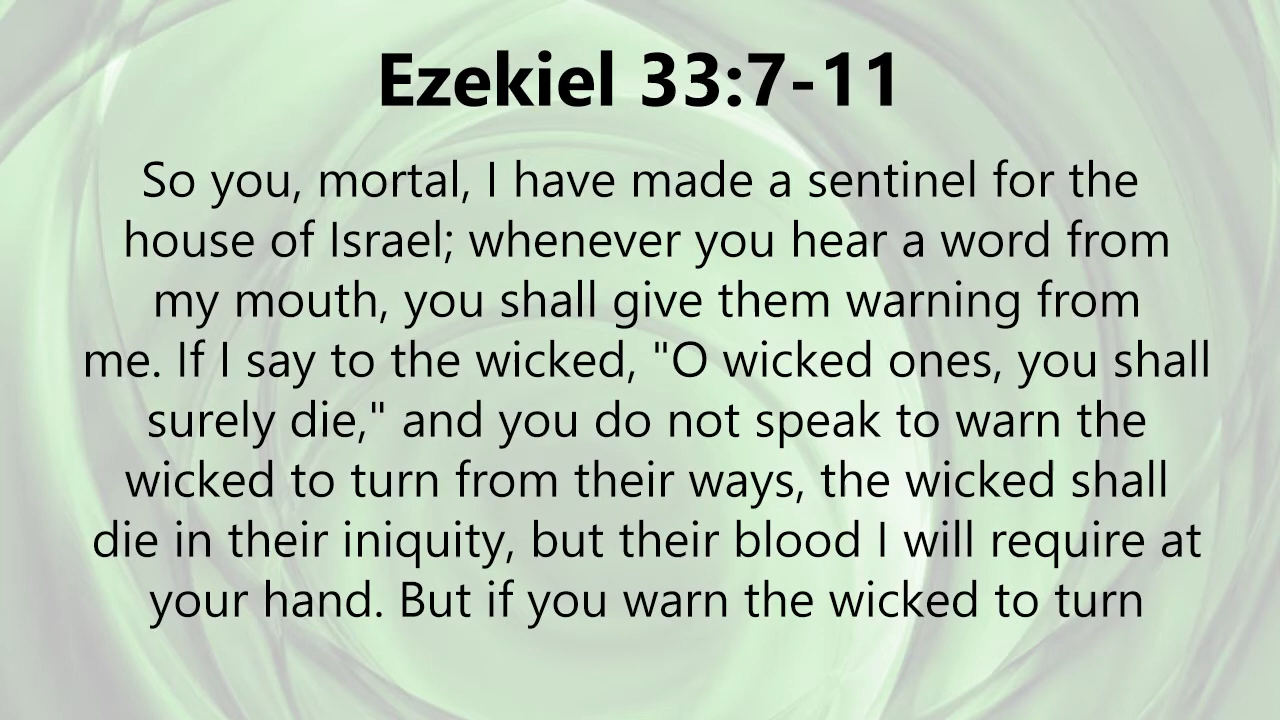 Ezekiel 33:7-11
So you, mortal, I have made a sentinel for the
house of Israel; whenever you hear a word from
my mouth, you shall give them warning from
me. If I say to the wicked, "O wicked ones, you shall
surely die," and you do not speak to warn the
wicked to turn from their ways, the wicked shall
die in their iniquity, but their blood I will require at
your hand. But if you warn the wicked to turn